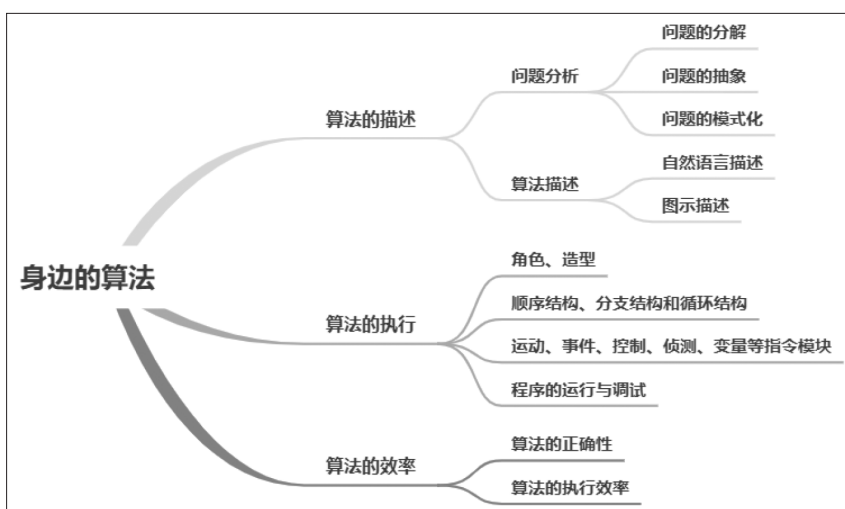 身边的算法
算法的描述
问题分析
问题的分解
问题的抽象
问题的模式化
算法描述
自然语言描述
图示描述
算法的执行
角色、造型
顺序结构、分支结构和循环结构
运动、事件、控制、侦测、变量等指令模块
程序的运行与调试
算法的效率
算法的正确性
算法的执行效率